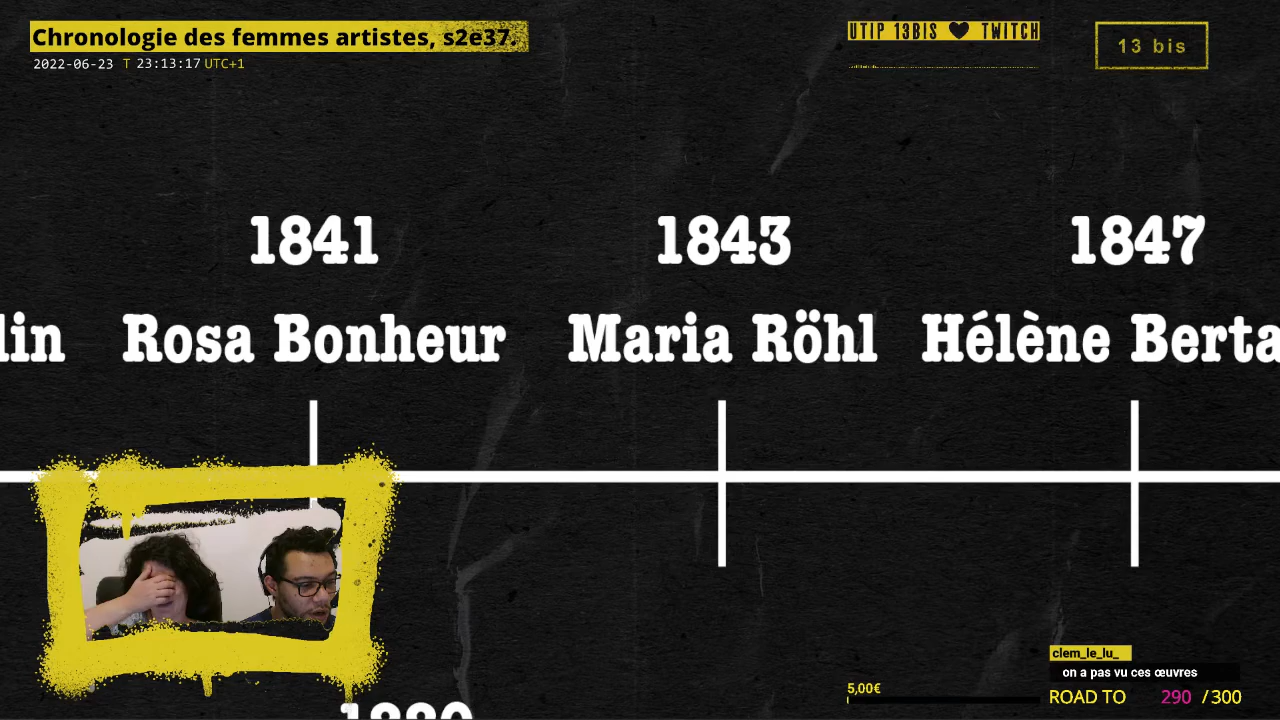 Chronologie des femmes artistes, s2e37.
2022-06-23 T 23:13:17 UTC+1
UTIP 13BIS ♥ TWITCH
13 bis
1841
1843
1847
lin
Rosa Bonheur
Maria Röhl
Hélène Berta
clem_le_lu_
on a pas vu ces œuvres
5,00€
ROAD TO 290 /300